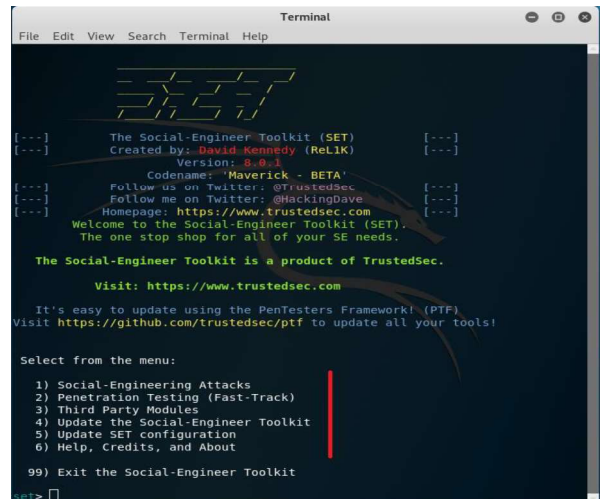 Terminal
File Edit View Search Terminal Help
[---] The Social-Engineer Toolkit (SET) [---]
[---] Created by: David Kennedy (ReL1K) [---]
Version: 8.0.1
Codename: 'Maverick - BETA'
[---] Follow us on Twitter: @TrustedSec [---]
[---] Follow me on Twitter: @HackingDave [---]
[---] Homepage: https://www.trustedsec.com [---]
Welcome to the Social-Engineer Toolkit (SET).
The one stop shop for all of your SE needs.
The Social-Engineer Toolkit is a product of TrustedSec.
Visit: https://www.trustedsec.com
It's easy to update using the PenTesters Framework! (PTF)
Visit https://github.com/trustedsec/ptf to update all your tools!
Select from the menu:
1) Social-Engineering Attacks
2) Penetration Testing (Fast-Track)
3) Third Party Modules
4) Update the Social-Engineer Toolkit
5) Update SET configuration
6) Help, Credits, and About
99) Exit the Social-Engineer Toolkit
set>